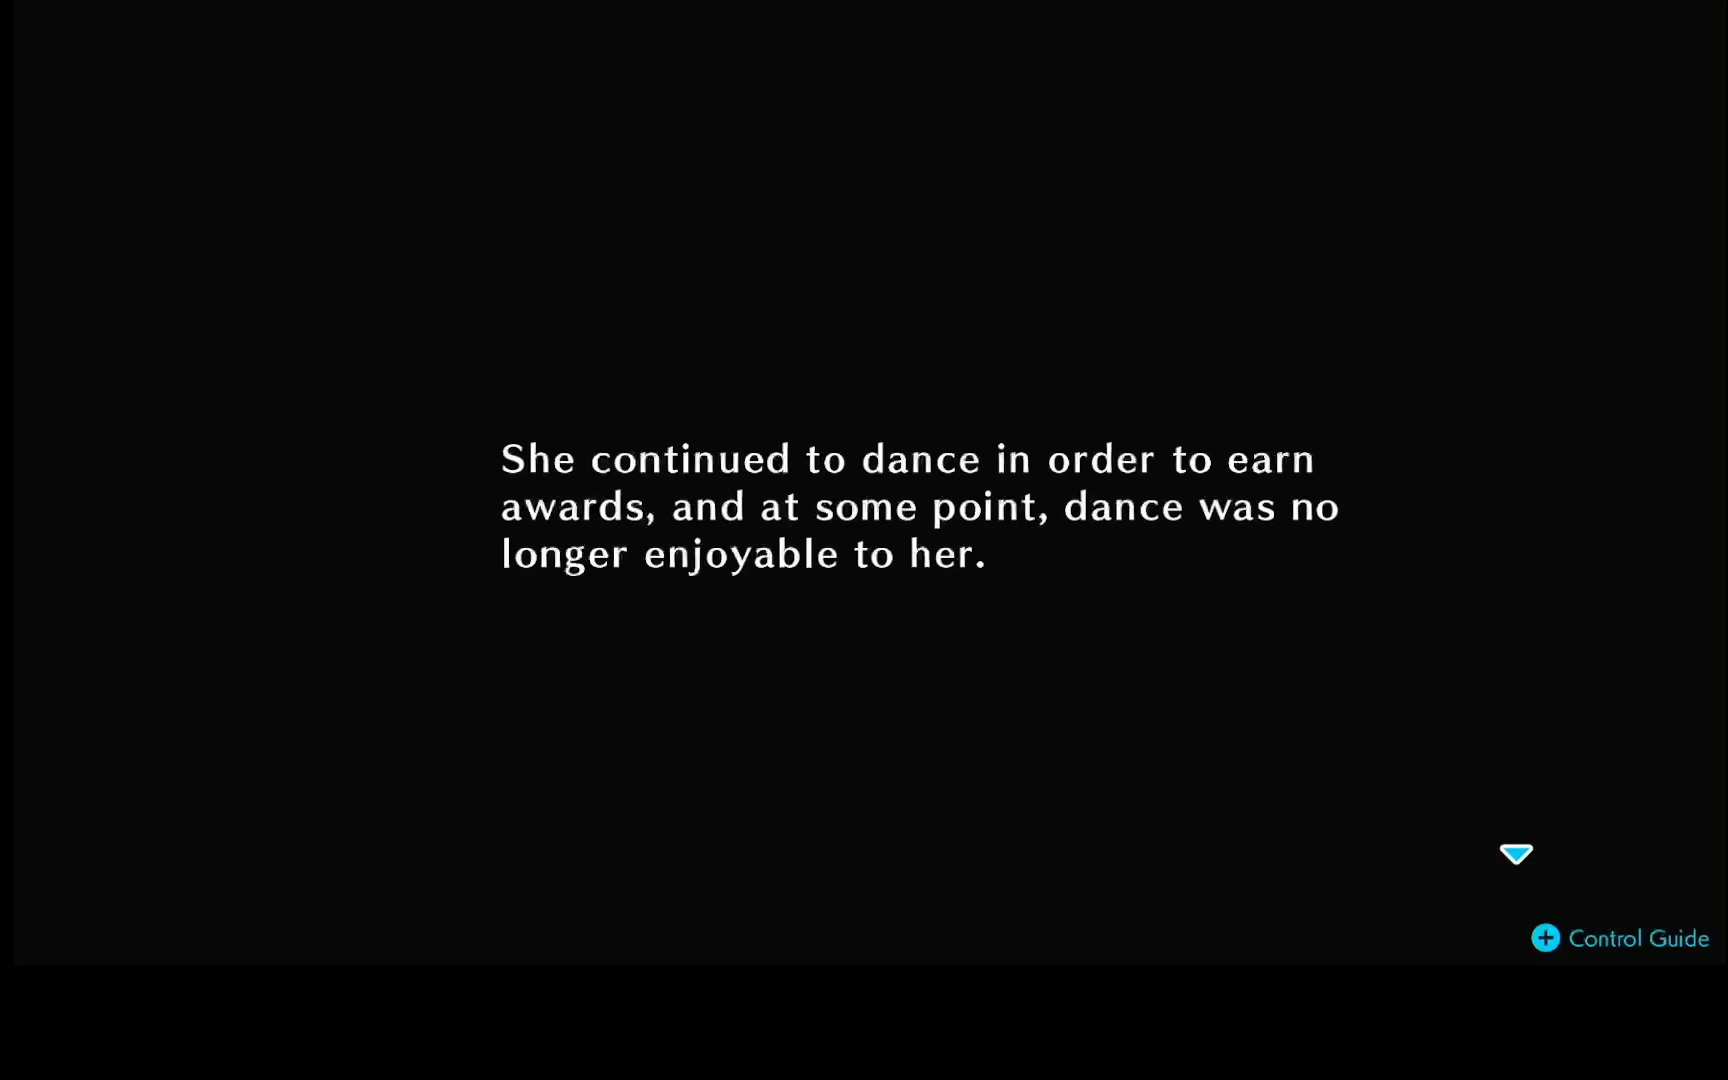 She continued to dance in order to earn
awards, and at some point, dance was no
longer enjoyable to her.
Control Guide